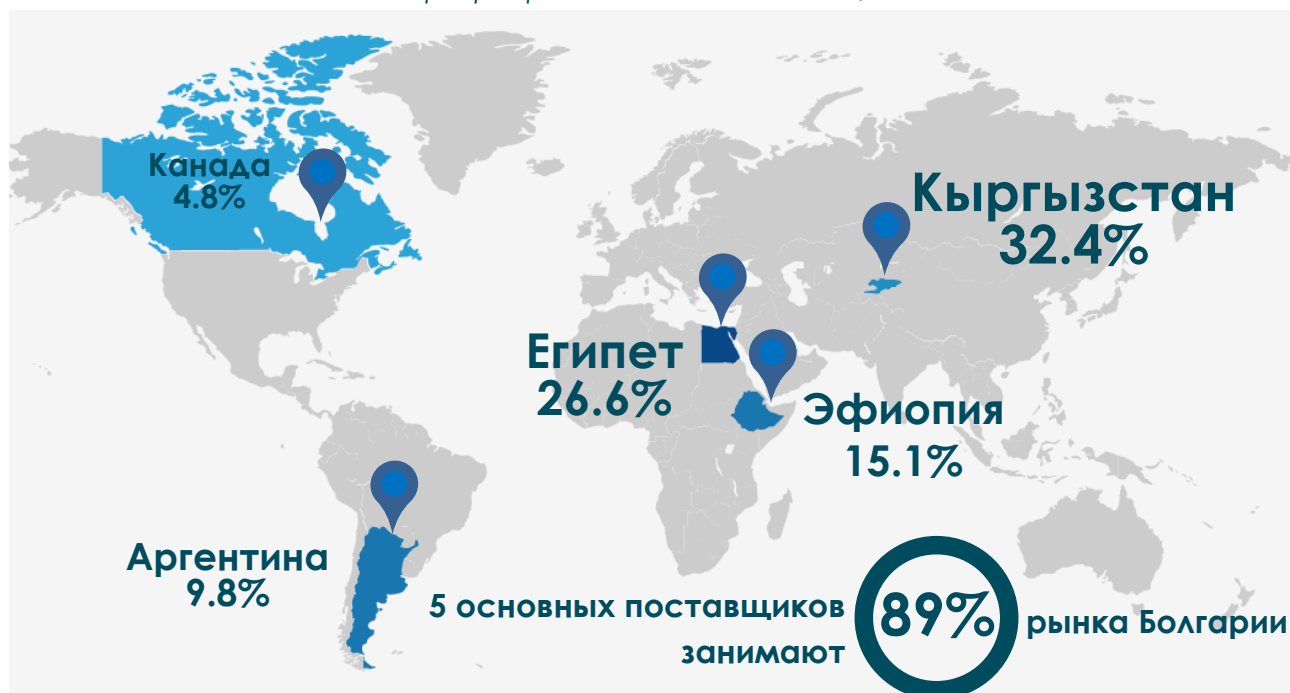 Канада
4.8%
Кыргызстан
32.4%
Египет
26.6%
Эфиопия
15.1%
Аргентина
9.8%
5 основных поставщиков
занимают
89%
рынка Болгарии